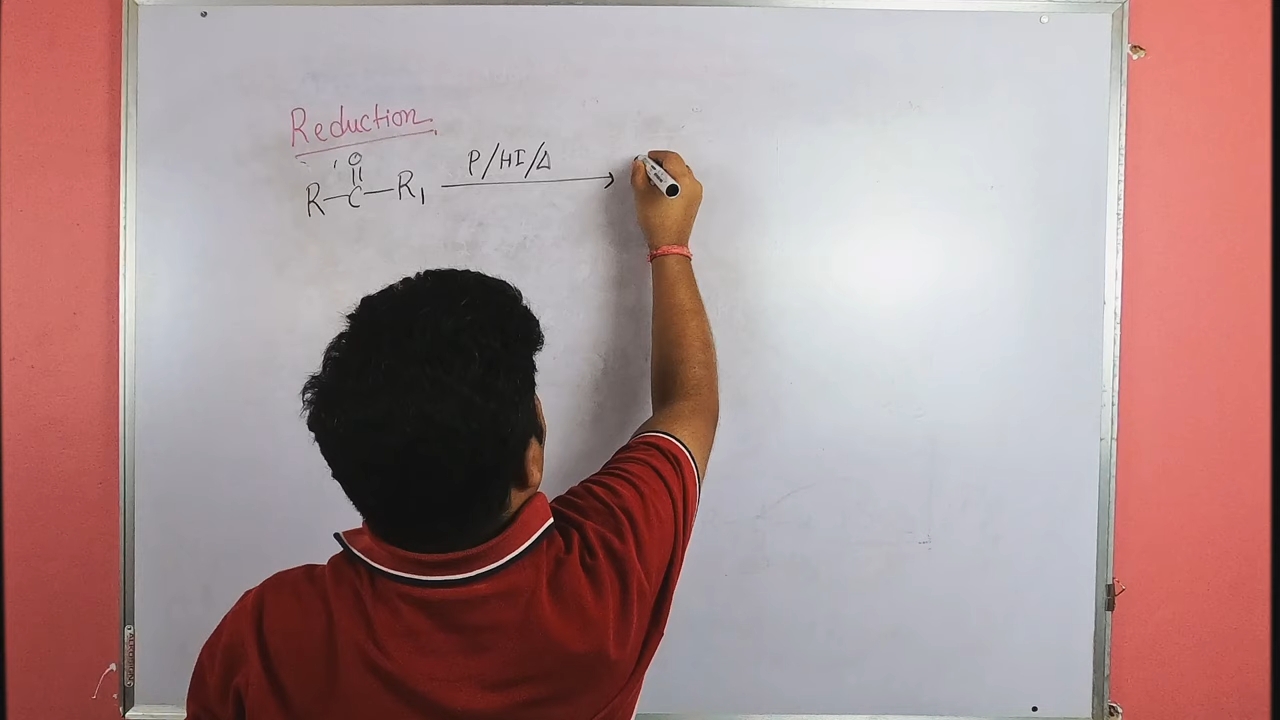 Reduction
O
||
R—C—R₁ P/HI/Δ →